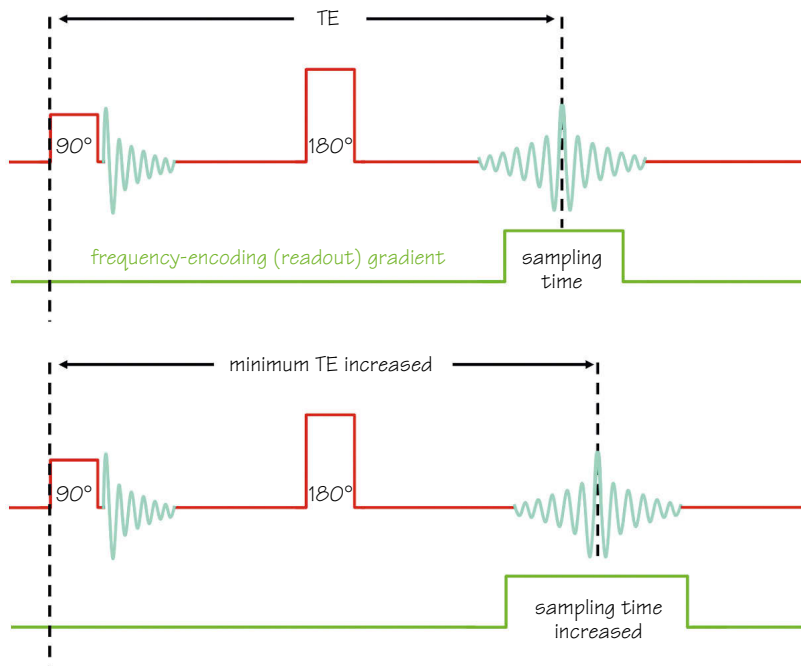 TE
90°
180°
frequency-encoding (readout) gradient
sampling
time
minimum TE increased
90°
180°
sampling time
increased